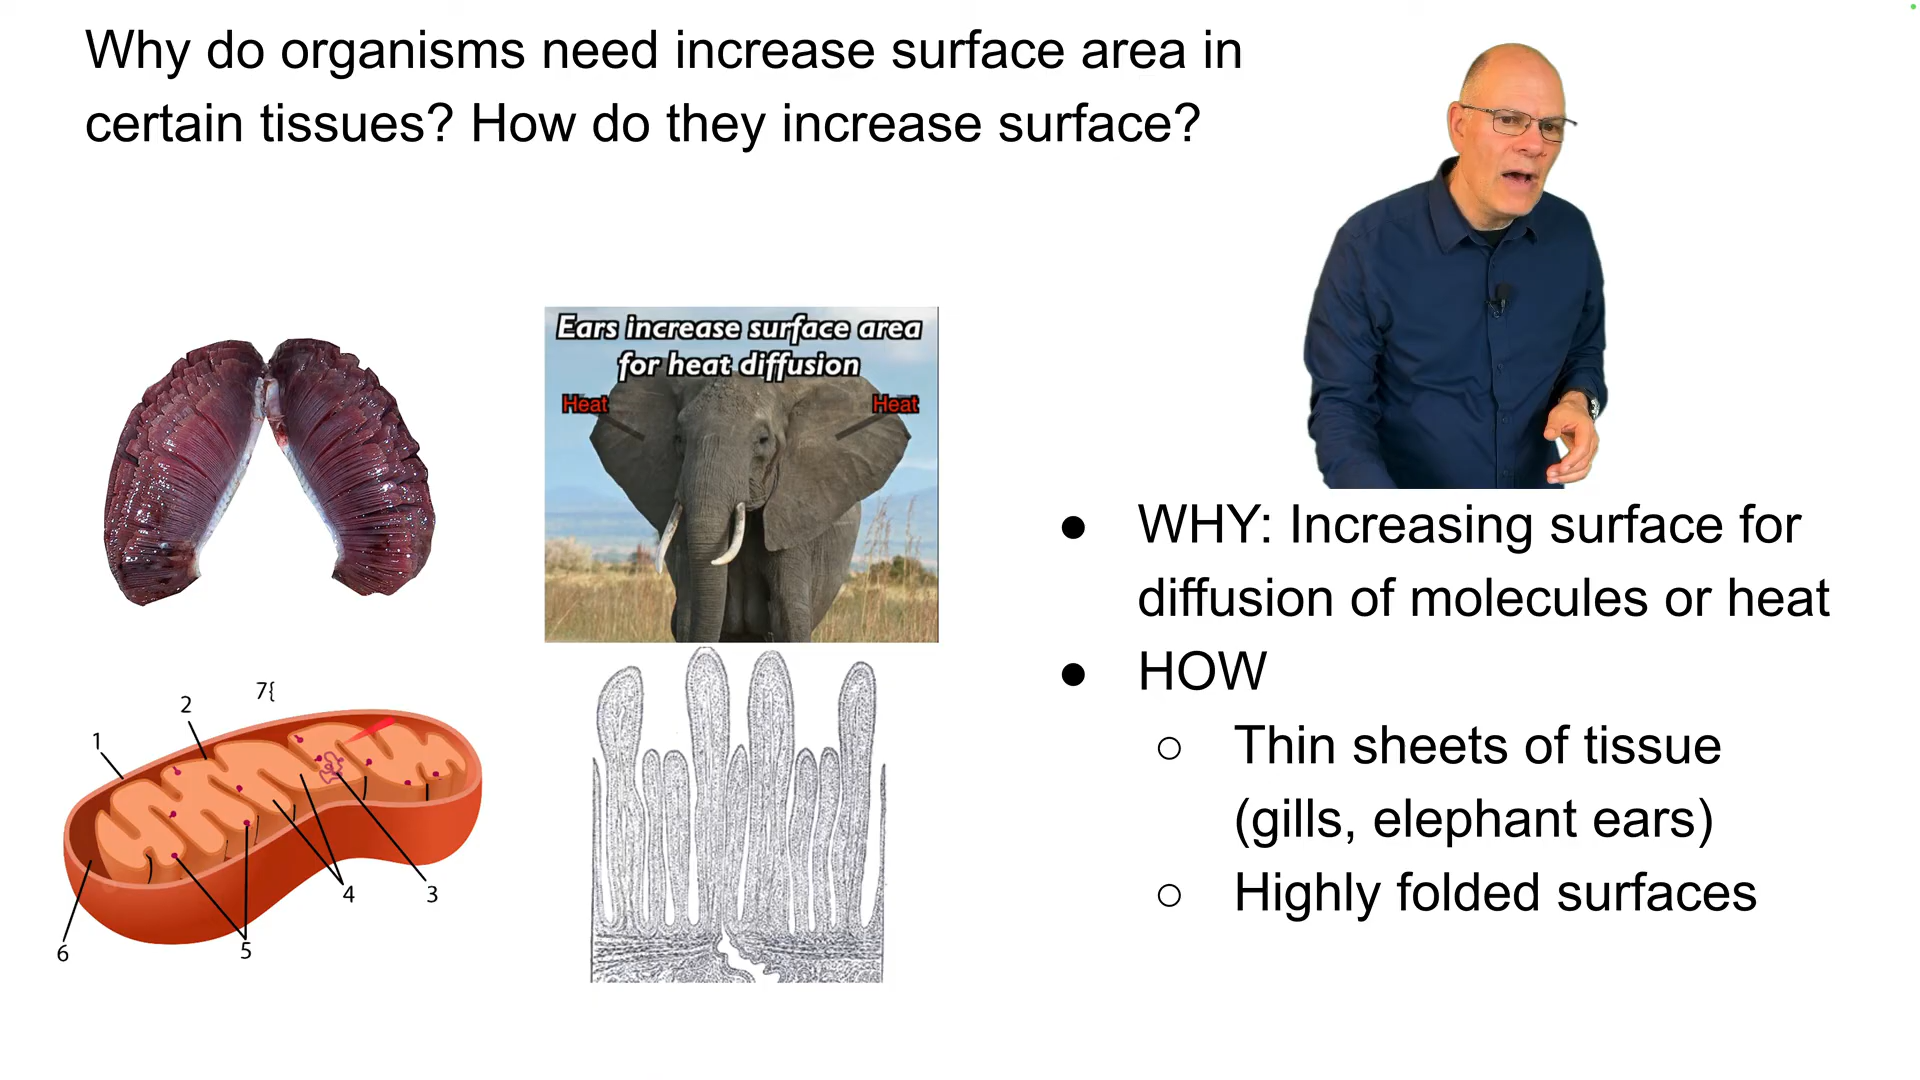 Why do organisms need increase surface area in
certain tissues? How do they increase surface?
Ears increase surface area
for heat diffusion
Heat
Heat
● WHY: Increasing surface for
diffusion of molecules or heat
● HOW
○ Thin sheets of tissue
(gills, elephant ears)
○ Highly folded surfaces
7{
2
1
4
3
5
6